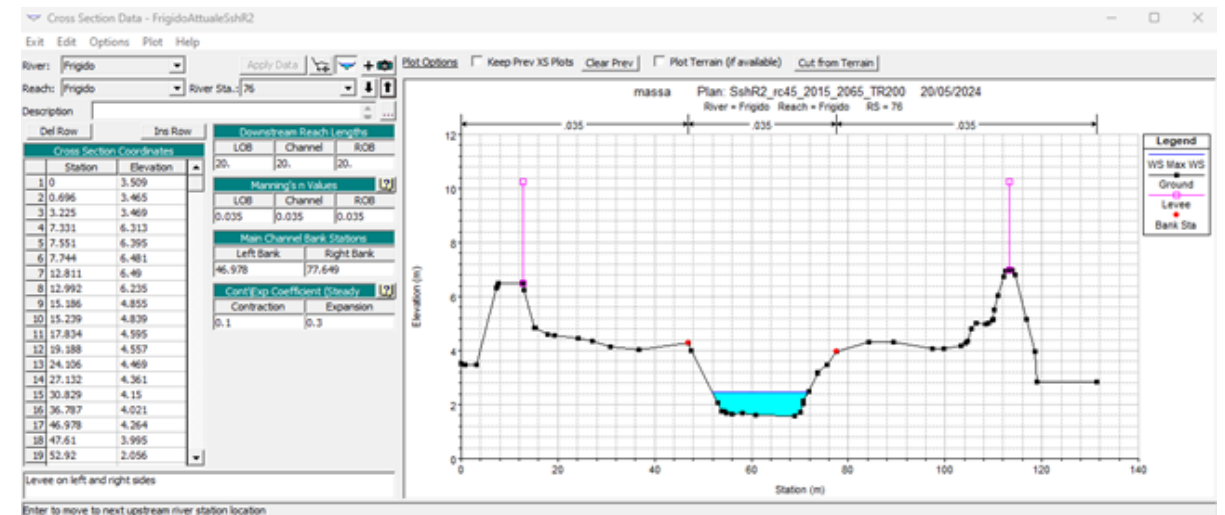 Cross Section Data - FrigidoAttualeSshR2
Exit Edit Options Plot Help
River: Frigido Apply Data Plot Options Keep Prev XS Plots Clear Prev Plot Terrain (if available) Cut from Terrain
Reach: Frigido River Sta.: 76
Description ...
Del Row Ins Row
Cross Section Coordinates
Station Elevation
1 0 3.509
2 0.696 3.465
3 3.225 3.469
4 7.331 6.313
5 7.551 6.395
6 7.744 6.481
7 12.811 6.49
8 12.992 6.235
9 15.186 4.855
10 15.239 4.839
11 17.834 4.595
12 19.188 4.557
13 24.106 4.469
14 27.132 4.361
15 30.829 4.15
16 36.787 4.021
17 46.978 4.264
18 47.61 3.995
19 52.92 2.056
Downstream Reach Lengths
LOB Channel ROB
20. 20. 20.
Manning's n Values
LOB Channel ROB
0.035 0.035 0.035
Main Channel Bank Stations
Left Bank Right Bank
46.978 77.649
Cont\Exp Coefficient (Steady
Contraction Expansion
0.1 0.3
massa Plan: SshR2_rc45_2015_2065_TR200 20/05/2024
River = Frigido Reach = Frigido RS = 76
.035 .035 .035
12
10
8
6
4
2
0
Elevation (m)
0 20 40 60 80 100 120 140
Station (m)
Legend
WS Max WS
Ground
Levee
Bank Sta
Levee on left and right sides
Enter to move to next upstream river station location